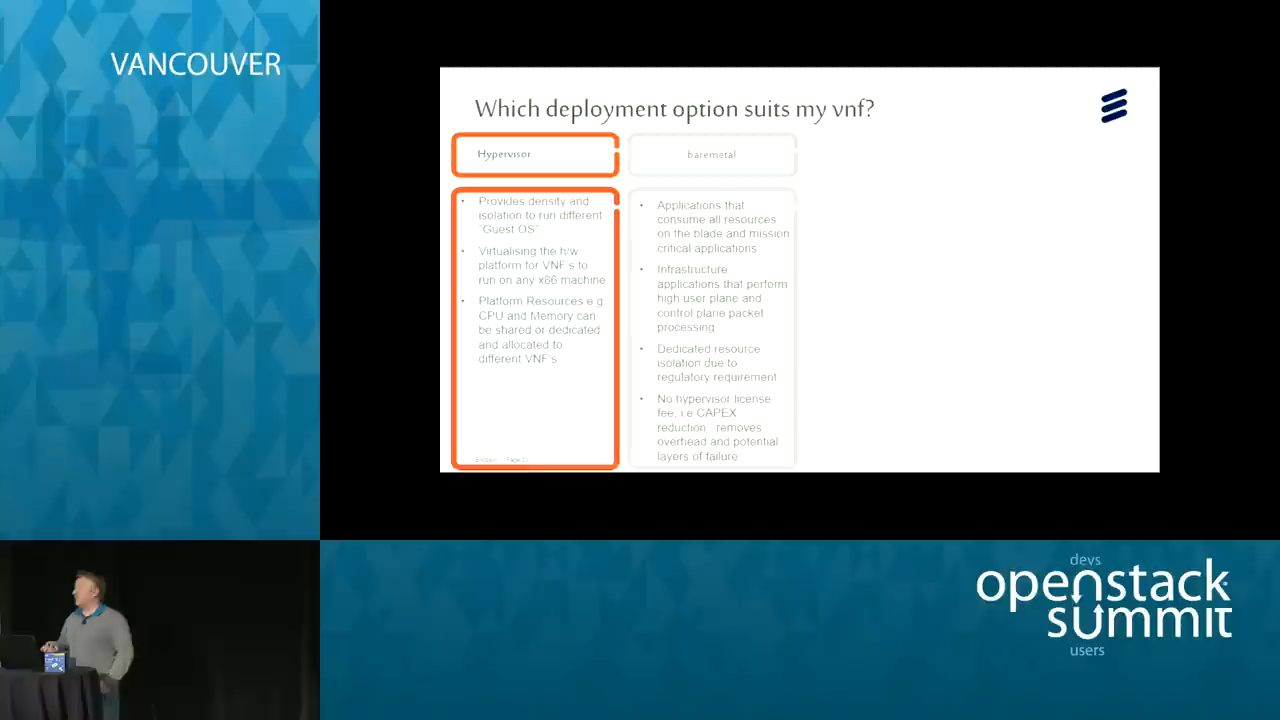 VANCOUVER
Which deployment option suits my vnf?
Hypervisor
baremetal
• Provides density and
isolation to run different
"Guest OS"
• Virtualising the h/w
platform for VNF's to
run on any x86 machine
• Platform Resources e.g
CPU and Memory can
be shared or dedicated
and allocated to
different VNF's
• Applications that
consume all resources
on the blade and mission
critical applications
• Infrastructure
applications that perform
high user plane and
control plane packet
processing
• Dedicated resource
isolation due to
regulatory requirement
• No hypervisor license
fee, i.e CAPEX
reduction removes
overhead and potential
layers of failure
devs
openstack
summit
users